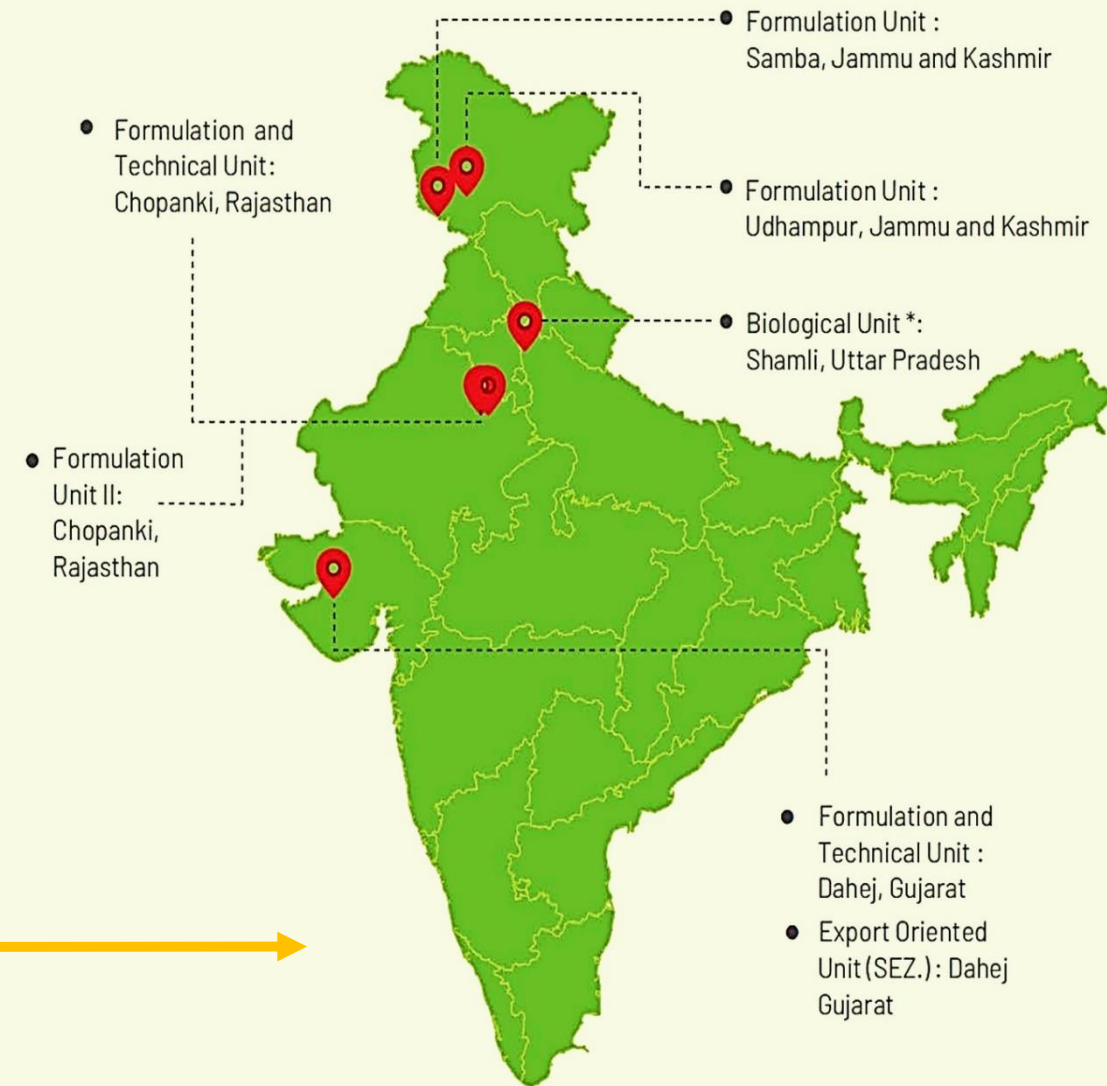 Formulation Unit :
Samba, Jammu and Kashmir
Formulation and
Technical Unit:
Chopanki, Rajasthan
Formulation Unit :
Udhampur, Jammu and Kashmir
Biological Unit *:
Shamli, Uttar Pradesh
Formulation
Unit II:
Chopanki,
Rajasthan
Formulation and
Technical Unit :
Dahej, Gujarat
Export Oriented
Unit (SEZ.) : Dahej
Gujarat